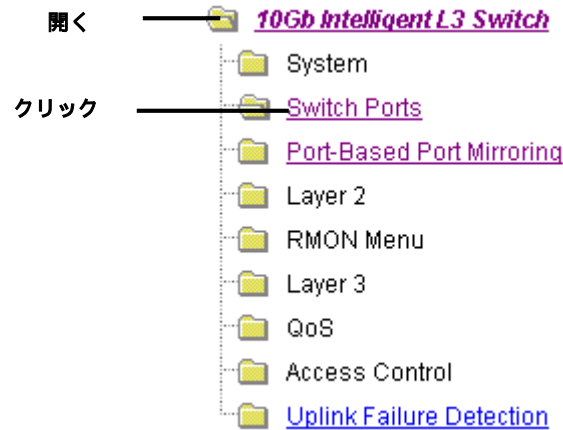 開く 10Gb Intelligent L3 Switch
System
クリック Switch Ports
Port-Based Port Mirroring
Layer 2
RMON Menu
Layer 3
QoS
Access Control
Uplink Failure Detection